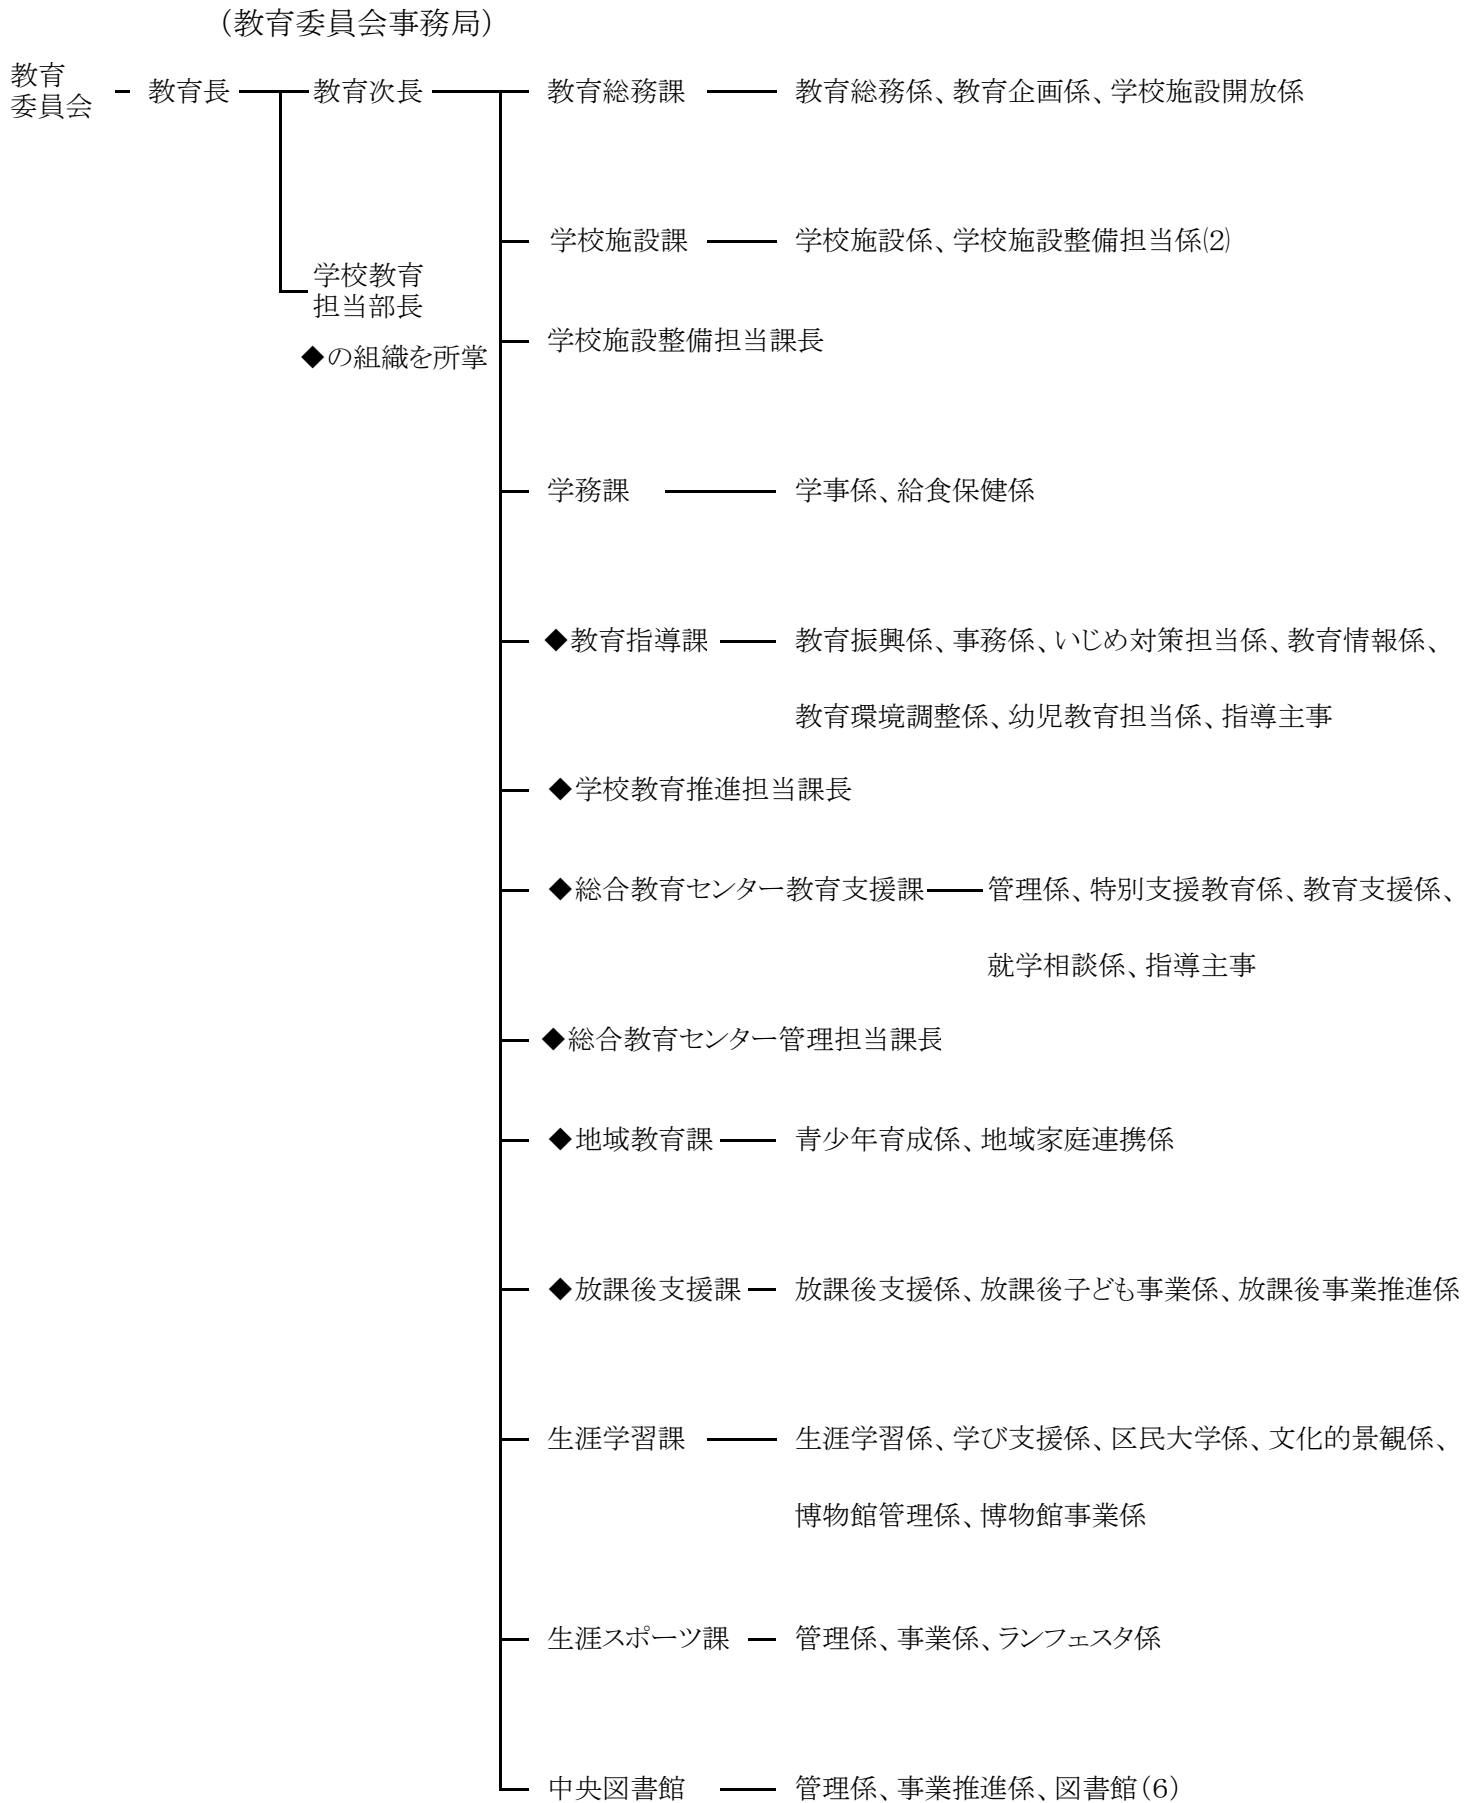 （教育委員会事務局）
教育
委員会
教育長
教育次長
教育総務課
教育総務係、教育企画係、学校施設開放係
学校施設課
学校施設係、学校施設整備担当係(2)
学校教育
担当部長
◆の組織を所掌
学校施設整備担当課長
学務課
学事係、給食保健係
◆教育指導課
教育振興係、事務係、いじめ対策担当係、教育情報係、
教育環境調整係、幼児教育担当係、指導主事
◆学校教育推進担当課長
◆総合教育センター教育支援課
管理係、特別支援教育係、教育支援係、
就学相談係、指導主事
◆総合教育センター管理担当課長
◆地域教育課
青少年育成係、地域家庭連携係
◆放課後支援課
放課後支援係、放課後子ども事業係、放課後事業推進係
生涯学習課
生涯学習係、学び支援係、区民大学係、文化的景観係、
博物館管理係、博物館事業係
生涯スポーツ課
管理係、事業係、ランフェスタ係
中央図書館
管理係、事業推進係、図書館（6）